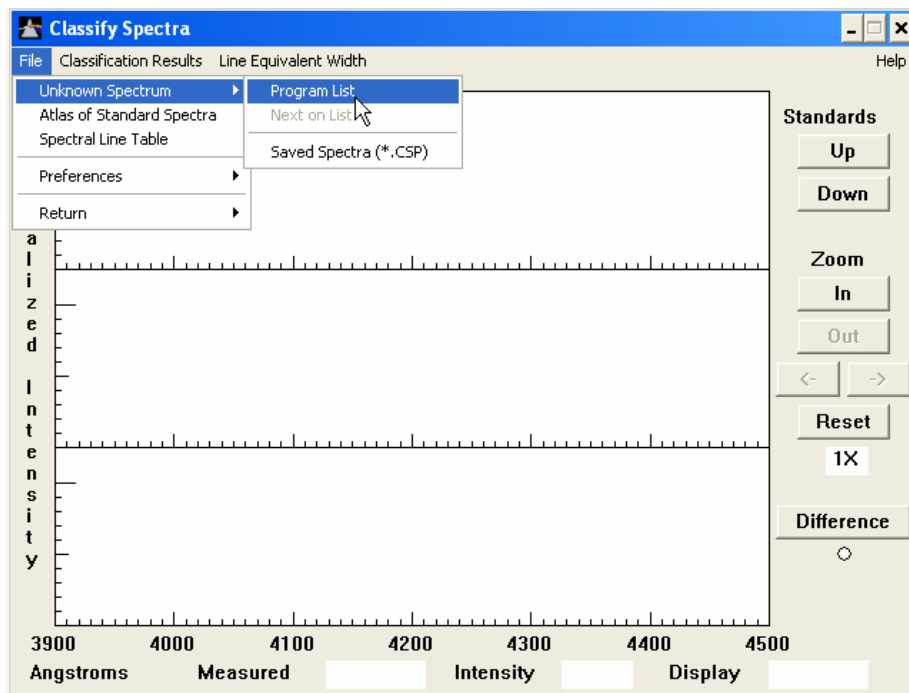 Classify Spectra
File Classification Results Line Equivalent Width Help
Unknown Spectrum
Atlas of Standard Spectra
Spectral Line Table
Preferences
Return
Program List
Next on List
Saved Spectra (*.CSP)
alized Intensity
Standards
Up
Down
Zoom
In
Out
<- ->
Reset
1X
Difference
3900 4000 4100 4200 4300 4400 4500
Angstroms Measured Intensity Display